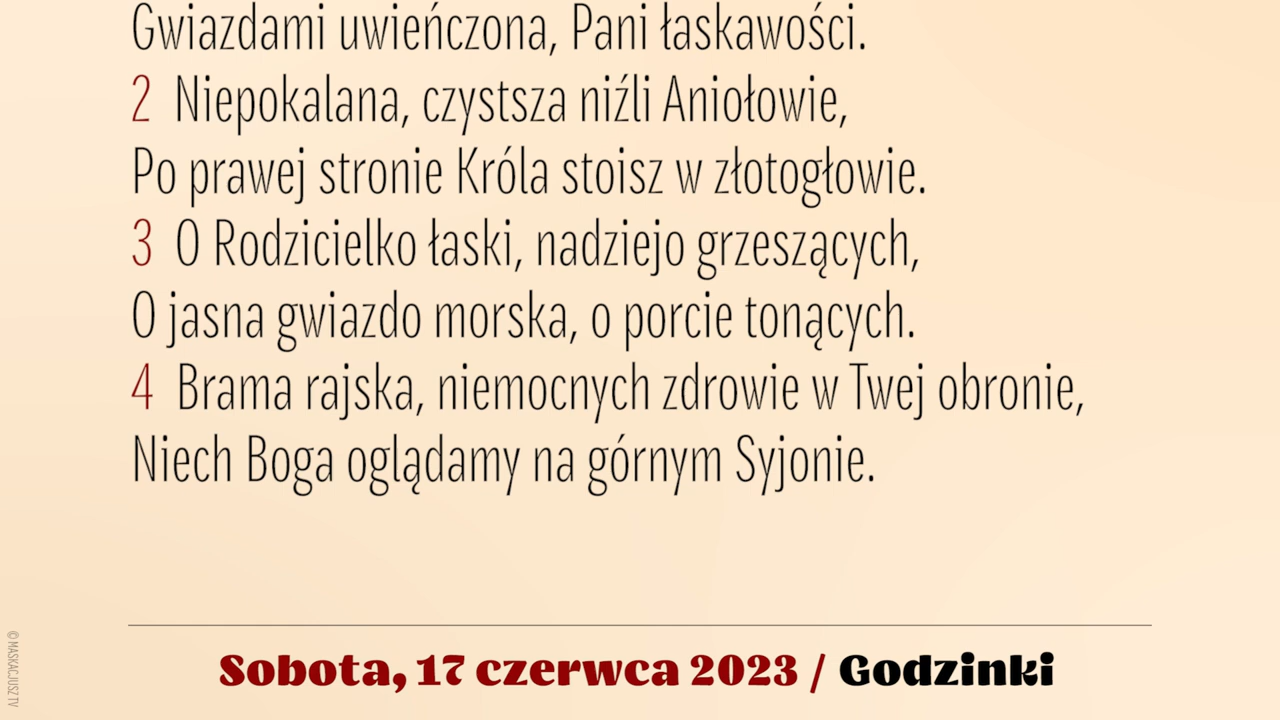 Gwiazdami uwieńczona, Pani łaskawości.
2 Niepokalana, czystsza niźli Aniołowie,
Po prawej stronie Króla stoisz w złotogłowie.
3 O Rodzicielko łaski, nadziejo grzeszących,
O jasna gwiazdo morska, o porcie tonących.
4 Brama rajska, niemocnych zdrowie w Twej obronie,
Niech Boga oglądamy na górnym Syjonie.
Sobota, 17 czerwca 2023 / Godzinki
© MASKACJUSZ TV